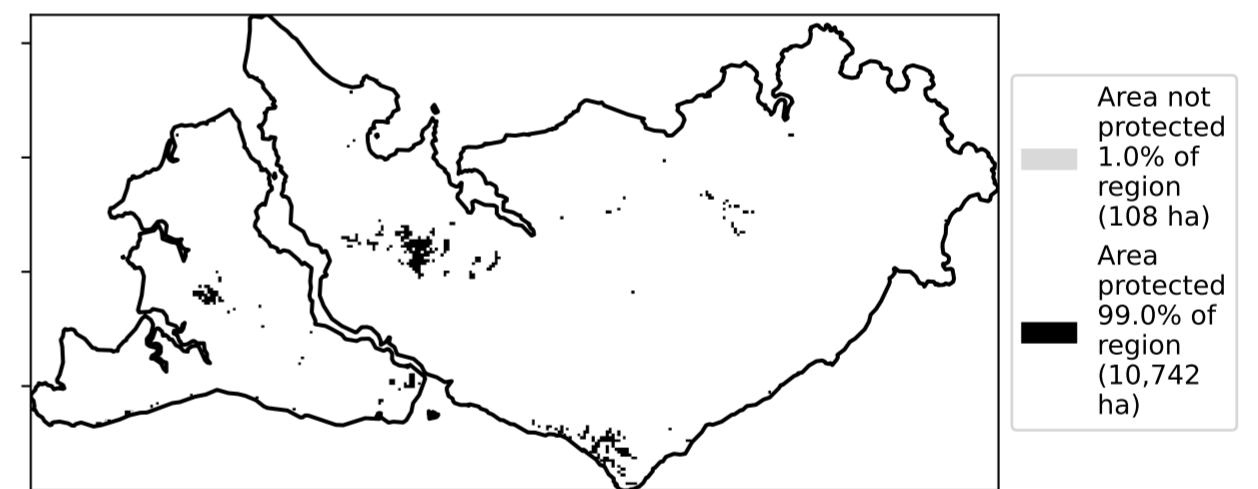 Area not
protected
1.0% of
region
(108 ha)
Area
protected
99.0% of
region
(10,742
ha)